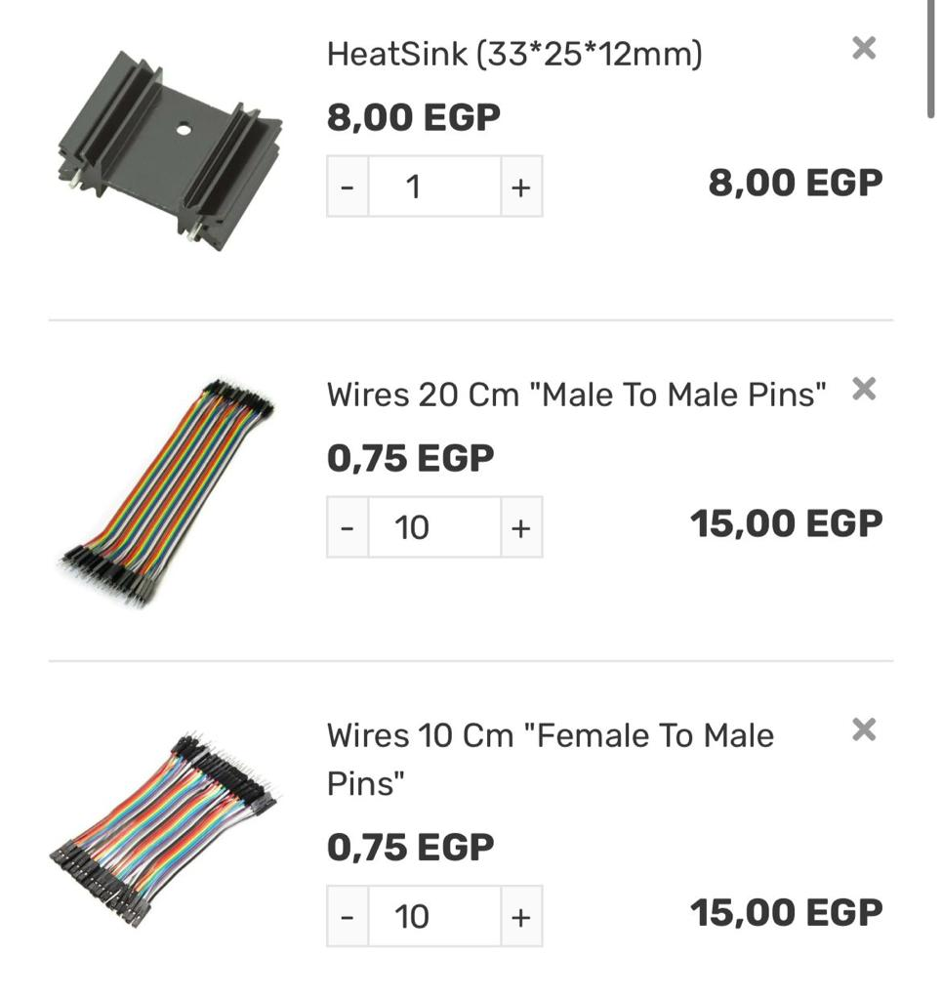 HeatSink (33*25*12mm)
8,00 EGP
- 1 +
8,00 EGP
Wires 20 Cm "Male To Male Pins"
0,75 EGP
- 10 +
15,00 EGP
Wires 10 Cm "Female To Male
Pins"
0,75 EGP
- 10 +
15,00 EGP